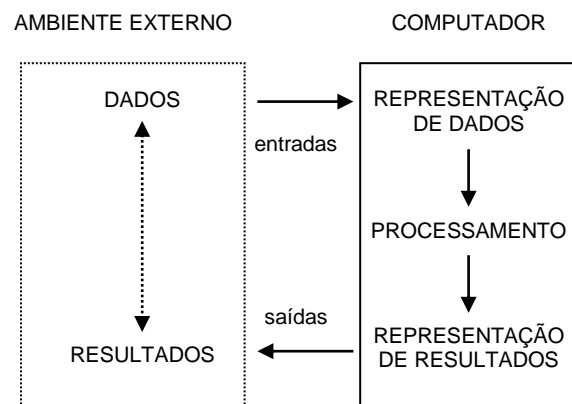 AMBIENTE EXTERNO
COMPUTADOR
DADOS
entradas
REPRESENTAÇÃO
DE DADOS
PROCESSAMENTO
saídas
RESULTADOS
REPRESENTAÇÃO
DE RESULTADOS